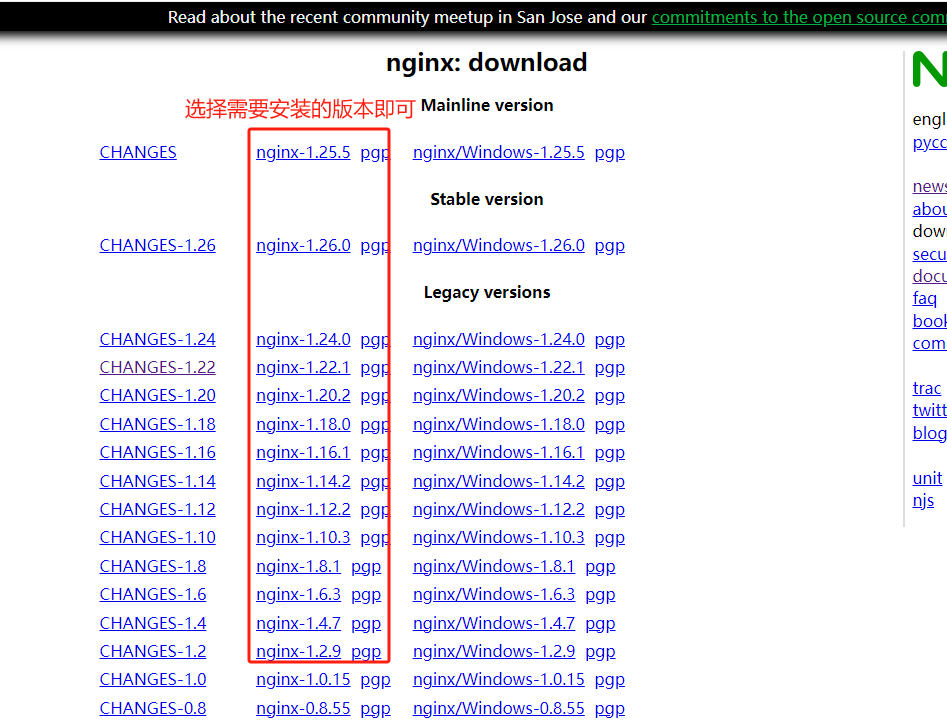 Read about the recent community meetup in San Jose and our commitments to the open source com
nginx: download
选择需要安装的版本即可 Mainline version
CHANGES nginx-1.25.5 pgp nginx/Windows-1.25.5 pgp
Stable version
CHANGES-1.26 nginx-1.26.0 pgp nginx/Windows-1.26.0 pgp
Legacy versions
CHANGES-1.24 nginx-1.24.0 pgp nginx/Windows-1.24.0 pgp
CHANGES-1.22 nginx-1.22.1 pgp nginx/Windows-1.22.1 pgp
CHANGES-1.20 nginx-1.20.2 pgp nginx/Windows-1.20.2 pgp
CHANGES-1.18 nginx-1.18.0 pgp nginx/Windows-1.18.0 pgp
CHANGES-1.16 nginx-1.16.1 pgp nginx/Windows-1.16.1 pgp
CHANGES-1.14 nginx-1.14.2 pgp nginx/Windows-1.14.2 pgp
CHANGES-1.12 nginx-1.12.2 pgp nginx/Windows-1.12.2 pgp
CHANGES-1.10 nginx-1.10.3 pgp nginx/Windows-1.10.3 pgp
CHANGES-1.8 nginx-1.8.1 pgp nginx/Windows-1.8.1 pgp
CHANGES-1.6 nginx-1.6.3 pgp nginx/Windows-1.6.3 pgp
CHANGES-1.4 nginx-1.4.7 pgp nginx/Windows-1.4.7 pgp
CHANGES-1.2 nginx-1.2.9 pgp nginx/Windows-1.2.9 pgp
CHANGES-1.0 nginx-1.0.15 pgp nginx/Windows-1.0.15 pgp
CHANGES-0.8 nginx-0.8.55 pgp nginx/Windows-0.8.55 pgp
N
engl
русс
news
abou
dow
secu
docu
faq
book
com
trac
twitt
blog
unit
njs